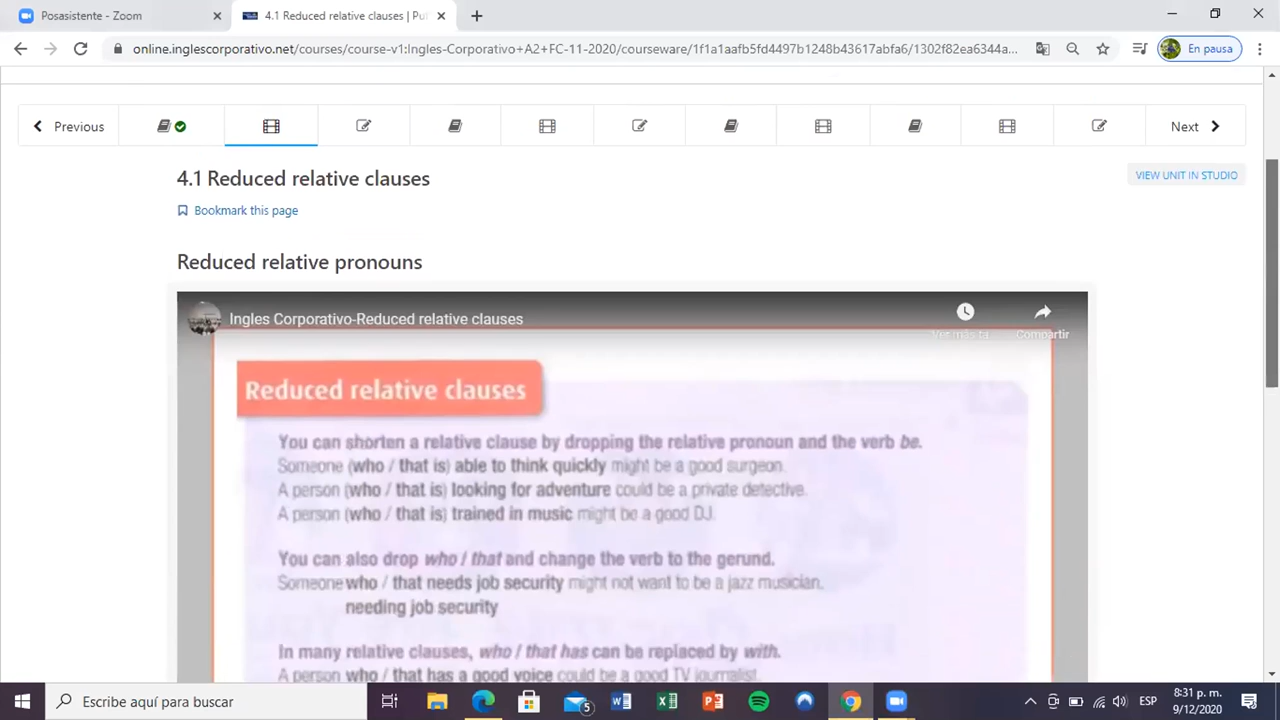 Posasistente - Zoom
4.1 Reduced relative clauses | Pu
online.inglescorporativo.net/courses/course-v1:Ingles-Corporativo+A2+FC-11-2020/courseware/1f1a1aafb5fd4497b1248b43617abfa6/1302f82ea6344a...
En pausa
Previous
Next
4.1 Reduced relative clauses
VIEW UNIT IN STUDIO
Bookmark this page
Reduced relative pronouns
Ingles Corporativo-Reduced relative clauses
Compartir
Reduced relative clauses
You can shorten a relative clause by dropping the relative pronoun and the verb be.
Someone (who / that is) able to think quickly might be a good surgeon.
A person (who / that is) looking for adventure could be a private detective.
A person (who / that is) trained in music might be a good DJ.
You can also drop who / that and change the verb to the gerund.
Someone who / that needs job security might not want to be a jazz musician.
needing job security
In many relative clauses, who / that has can be replaced by with.
A person who / that has a good voice could be a good TV journalist.
Escribe aquí para buscar
5
ESP
8:31 p. m.
9/12/2020